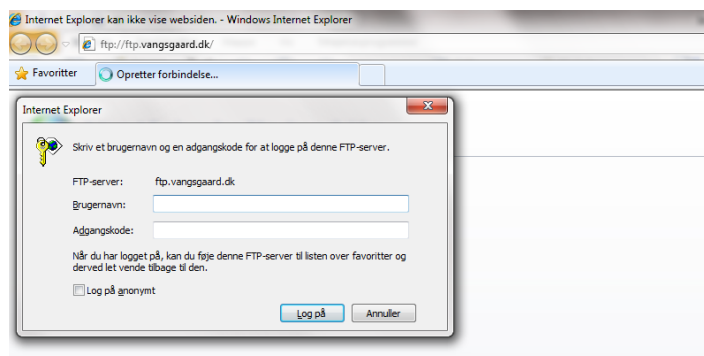 Internet Explorer kan ikke vise websiden. - Windows Internet Explorer
ftp://ftp.vangsgaard.dk/
Favoritter
Opretter forbindelse...
Internet Explorer
Skriv et brugernavn og en adgangskode for at logge på denne FTP-server.
FTP-server: ftp.vangsgaard.dk
Brugernavn:
Adgangskode:
Når du har logget på, kan du føje denne FTP-server til listen over favoritter og
derved let vende tilbage til den.
Log på anonymt
Log på Annuller